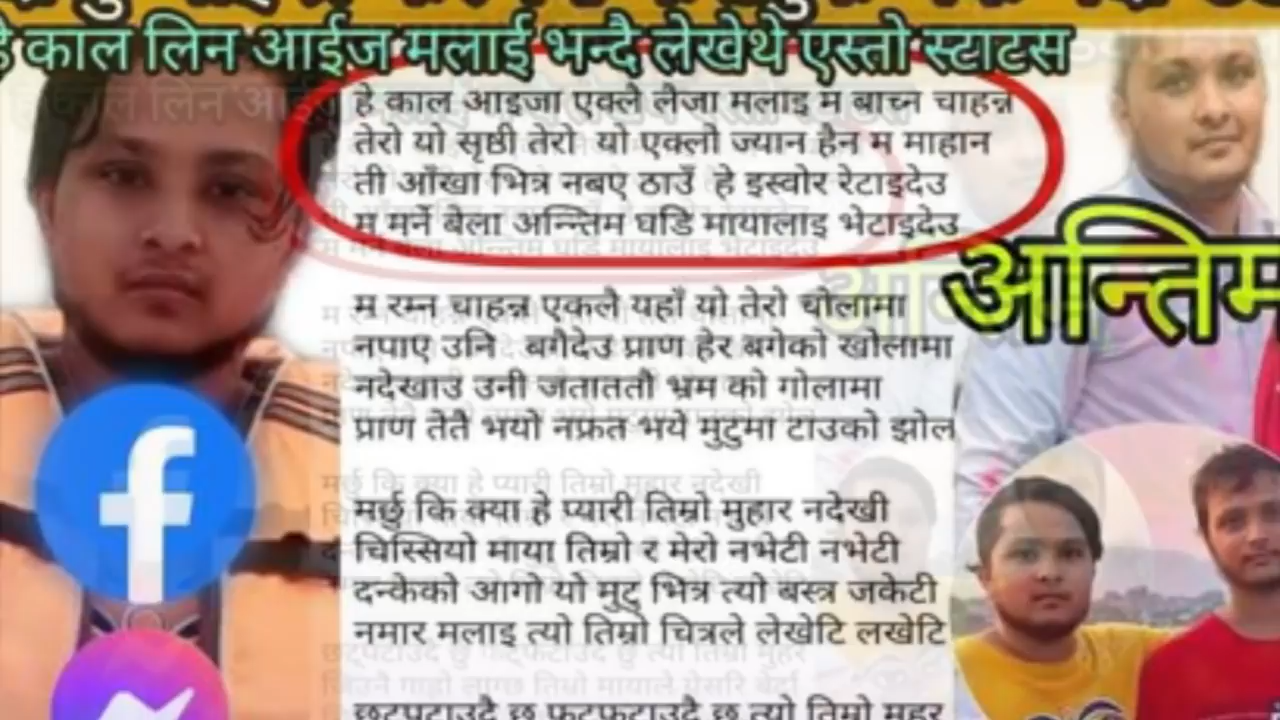 हे काल लिन आईज मलाई भन्दै लेखेथे एस्तो स्टाटस
हे काल आइजा एक्लै लैजा मलाइ म बाच्न चाहन्न
तेरो यो सृष्ठी तेरो यो एक्लो ज्यान हैन म माहान
ती आँखा भित्र नबए ठाउँ हे इस्वोर रेटाइदेउ
म मर्ने बेला अन्तिम घडि मायालाइ भेटाइदेउ
अन्तिम
म रम्न चाहन्न एकलै यहाँ यो तेरो चोलामा
नपाए उनि बगैदेउ प्राण हेर बगेको खोलामा
नदेखाउ उनी जताततौ भ्रम को गोलामा
प्राण तेतै भयो नफ्रत भये मुटुमा टाउको झोल
मर्छु कि क्या हे प्यारी तिम्रो मुहार नदेखी
चिस्सियो माया तिम्रो र मेरो नभेटी नभेटी
दन्केको आगो यो मुटु भित्र त्यो बस्त्र जकेटी
नमार मलाइ त्यो तिम्रो चित्रले लेखेटि लखेटि
छटपटाउदै छु फटफटाउदै छु त्यो तिम्रो मुहर